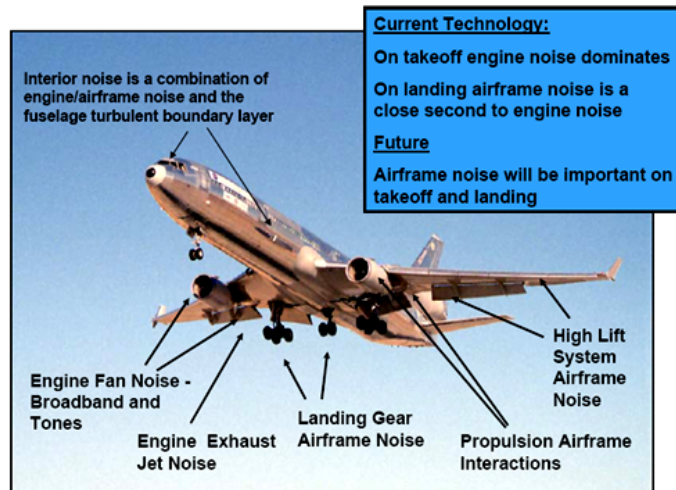 Current Technology:
On takeoff engine noise dominates
On landing airframe noise is a
close second to engine noise
Future
Airframe noise will be important on
takeoff and landing
Interior noise is a combination of
engine/airframe noise and the
fuselage turbulent boundary layer
Engine Fan Noise -
Broadband and
Tones
Engine Exhaust
Jet Noise
Landing Gear
Airframe Noise
Propulsion Airframe
Interactions
High Lift
System
Airframe
Noise